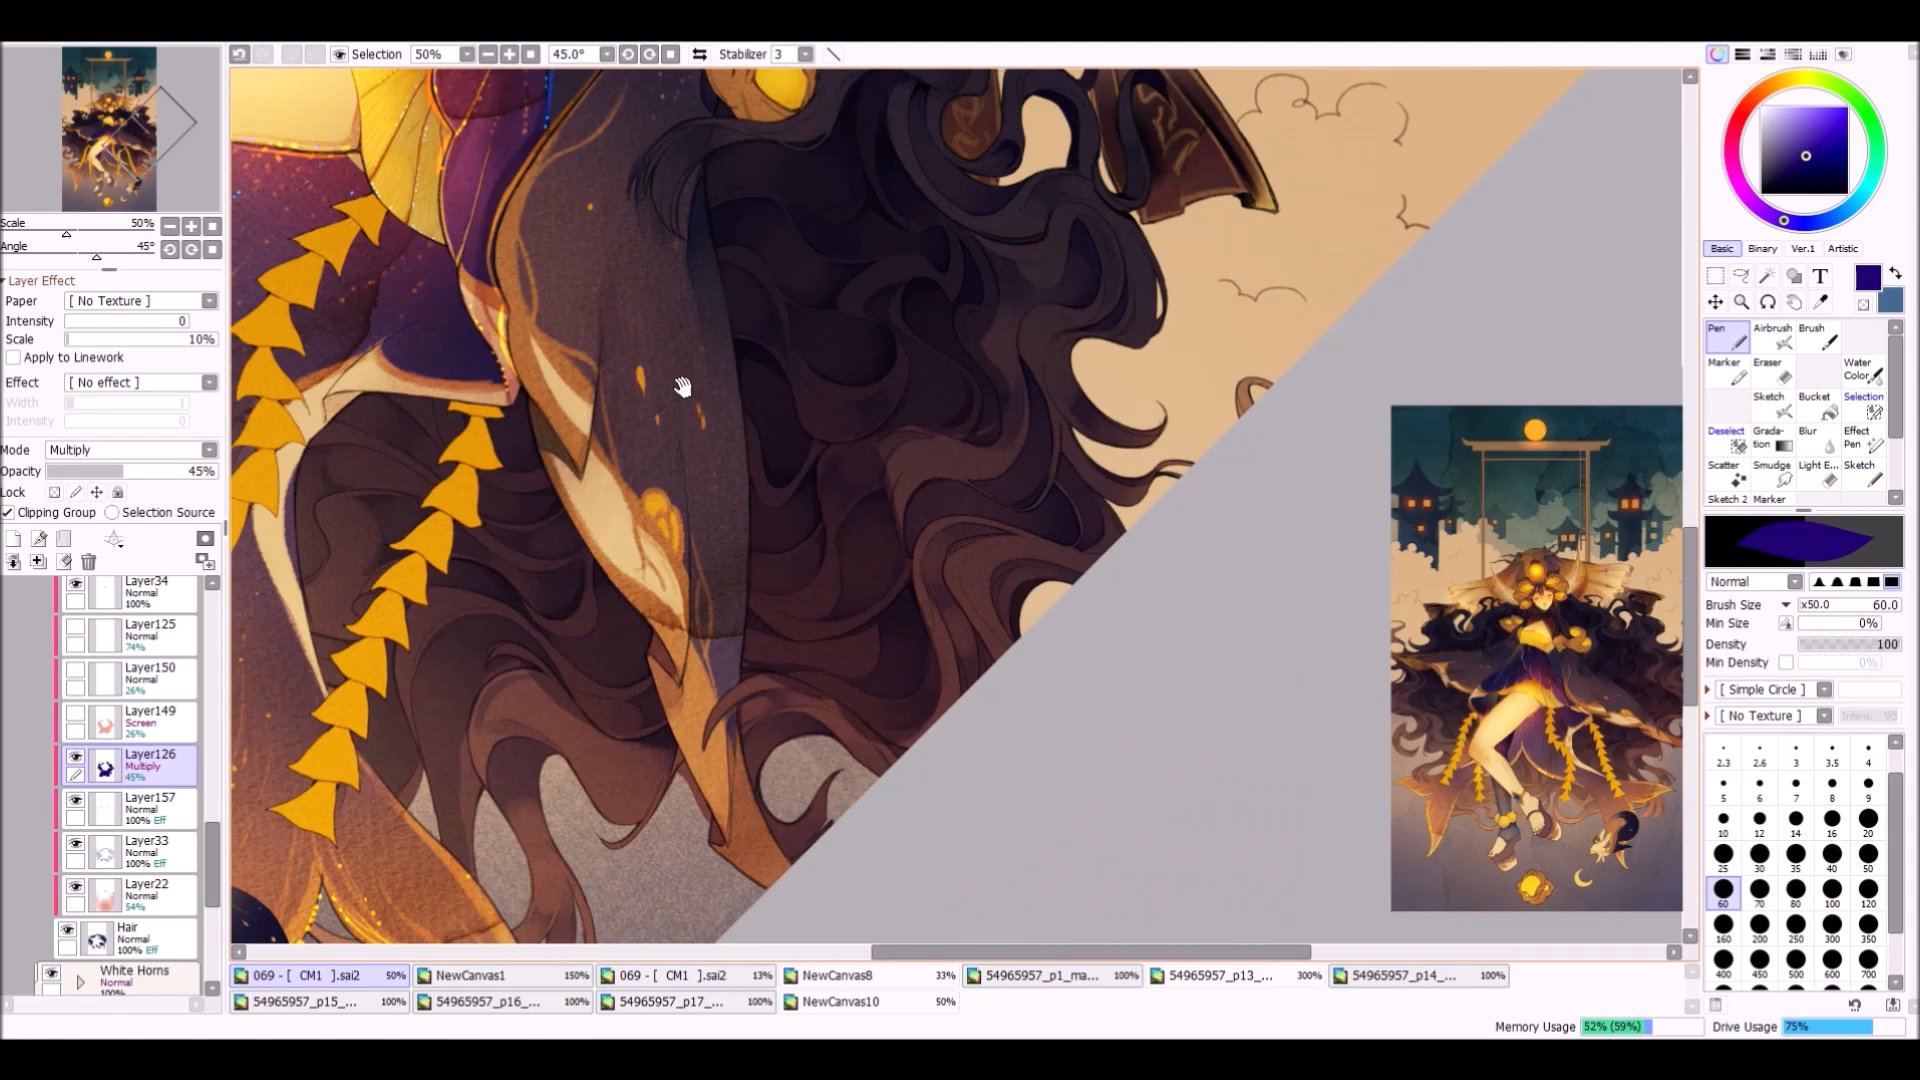 Selection 50% 45.0° Stabilizer 3
Scale 50%
Angle 45°
Layer Effect
Paper [ No Texture ]
Intensity 0
Scale 10%
Apply to Linework
Effect [ No effect ]
Width 1
Intensity 0
Mode Multiply
Opacity 45%
Lock
Clipping Group Selection Source
Layer34
Normal
100%
Layer125
Normal
74%
Layer150
Normal
26%
Layer149
Screen
26%
Layer126
Multiply
45%
Layer157
Normal
100% Eff
Layer33
Normal
100% Eff
Layer22
Normal
54%
Hair
Normal
100% Eff
White Horns
Normal
100%
069 - [ CM1 ].sai2 50% NewCanvas1 150% 069 - [ CM1 ].sai2 13% NewCanvas8 33% 54965957_p1_ma... 100% 54965957_p13_... 300% 54965957_p14_... 100%
54965957_p15_... 100% 54965957_p16_... 100% 54965957_p17_... 100% NewCanvas10 50%
Memory Usage 52% (59%) Drive Usage 75%
Basic Binary Ver.1 Artistic
T
Pen Airbrush Brush
Marker Eraser Water Color
Sketch Bucket Selection
Deselect Grada-tion Blur Effect Pen
Scatter Smudge Light E... Sketch
Sketch 2 Marker
Normal
Brush Size x50.0 60.0
Min Size 0%
Density 100
Min Density 0%
[ Simple Circle ]
[ No Texture ] Intens. 95
2.3 2.6 3 3.5 4
5 6 7 8 9
10 12 14 16 20
25 30 35 40 50
60 70 80 100 120
160 200 250 300 350
400 450 500 600 700